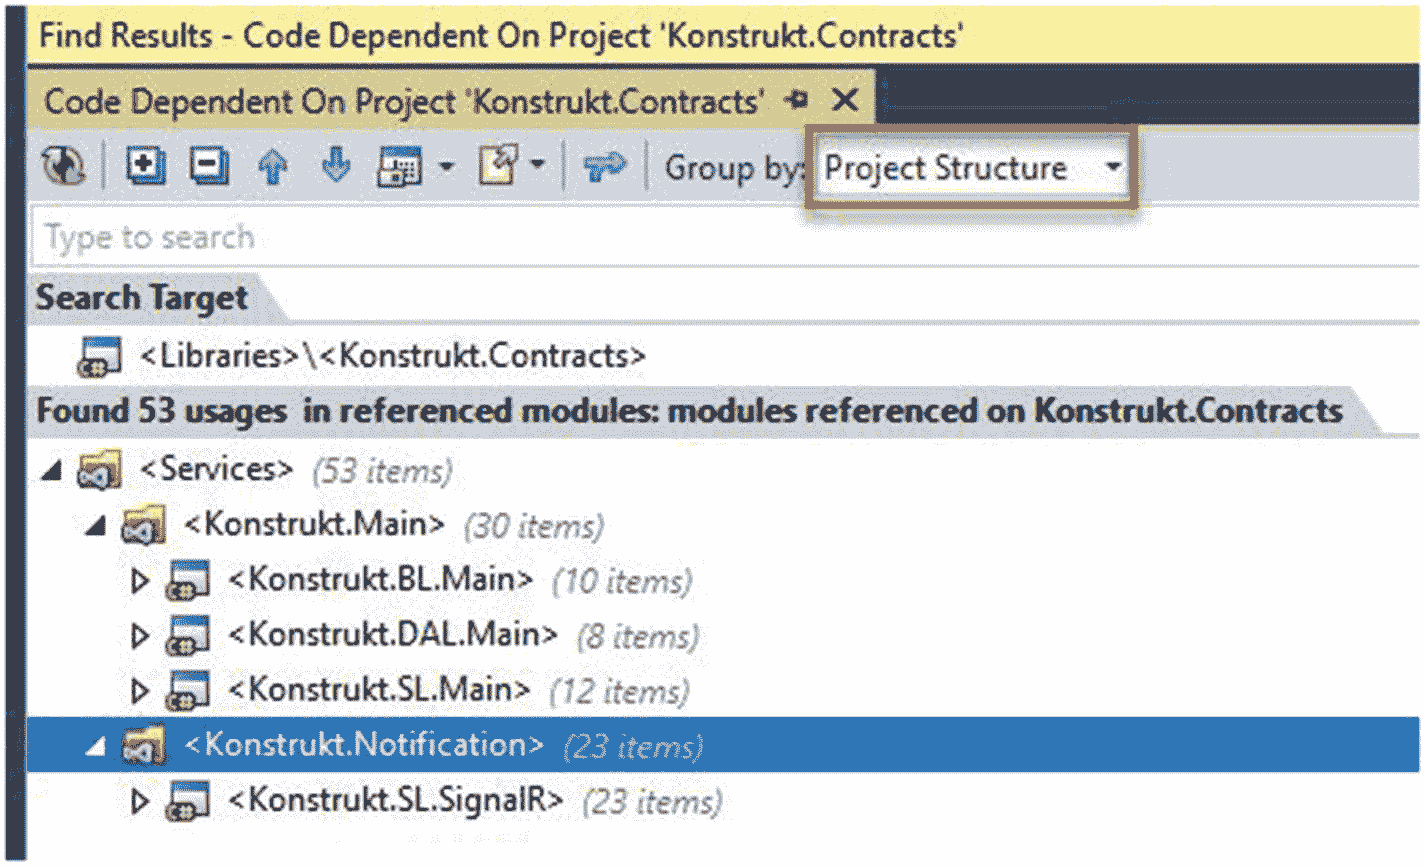 Find Results - Code Dependent On Project 'Konstrukt.Contracts'
Code Dependent On Project 'Konstrukt.Contracts'
Group by: Project Structure
Type to search
Search Target
<Libraries>\<Konstrukt.Contracts>
Found 53 usages in referenced modules: modules referenced on Konstrukt.Contracts
<Services> (53 items)
<Konstrukt.Main> (30 items)
<Konstrukt.BL.Main> (10 items)
<Konstrukt.DAL.Main> (8 items)
<Konstrukt.SL.Main> (12 items)
<Konstrukt.Notification> (23 items)
<Konstrukt.SL.SignalR> (23 items)